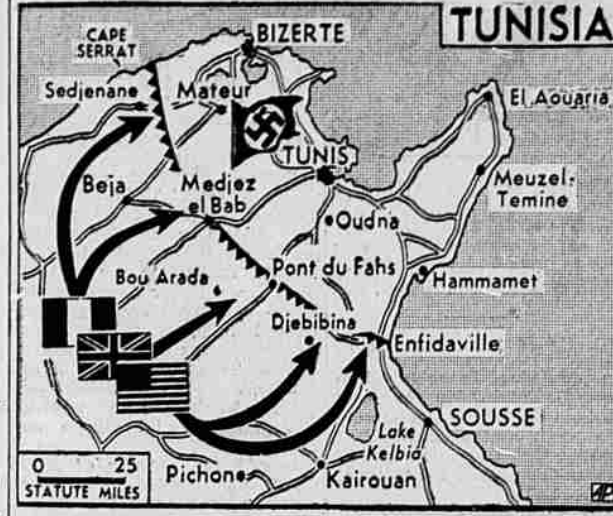 TUNISIA
CAPE
SERRAT
BIZERTE
Sedjenane
Mateur
El Aouaria
TUNIS
Beja
Medjez
el Bab
Meuzel-
Temine
Oudna
Bou Arada
Pont du Fahs
Hammamet
Djebibina
Enfidaville
SOUSSE
Lake
Kelbia
0 25
STATUTE MILES
Pichon
Kairouan
AP